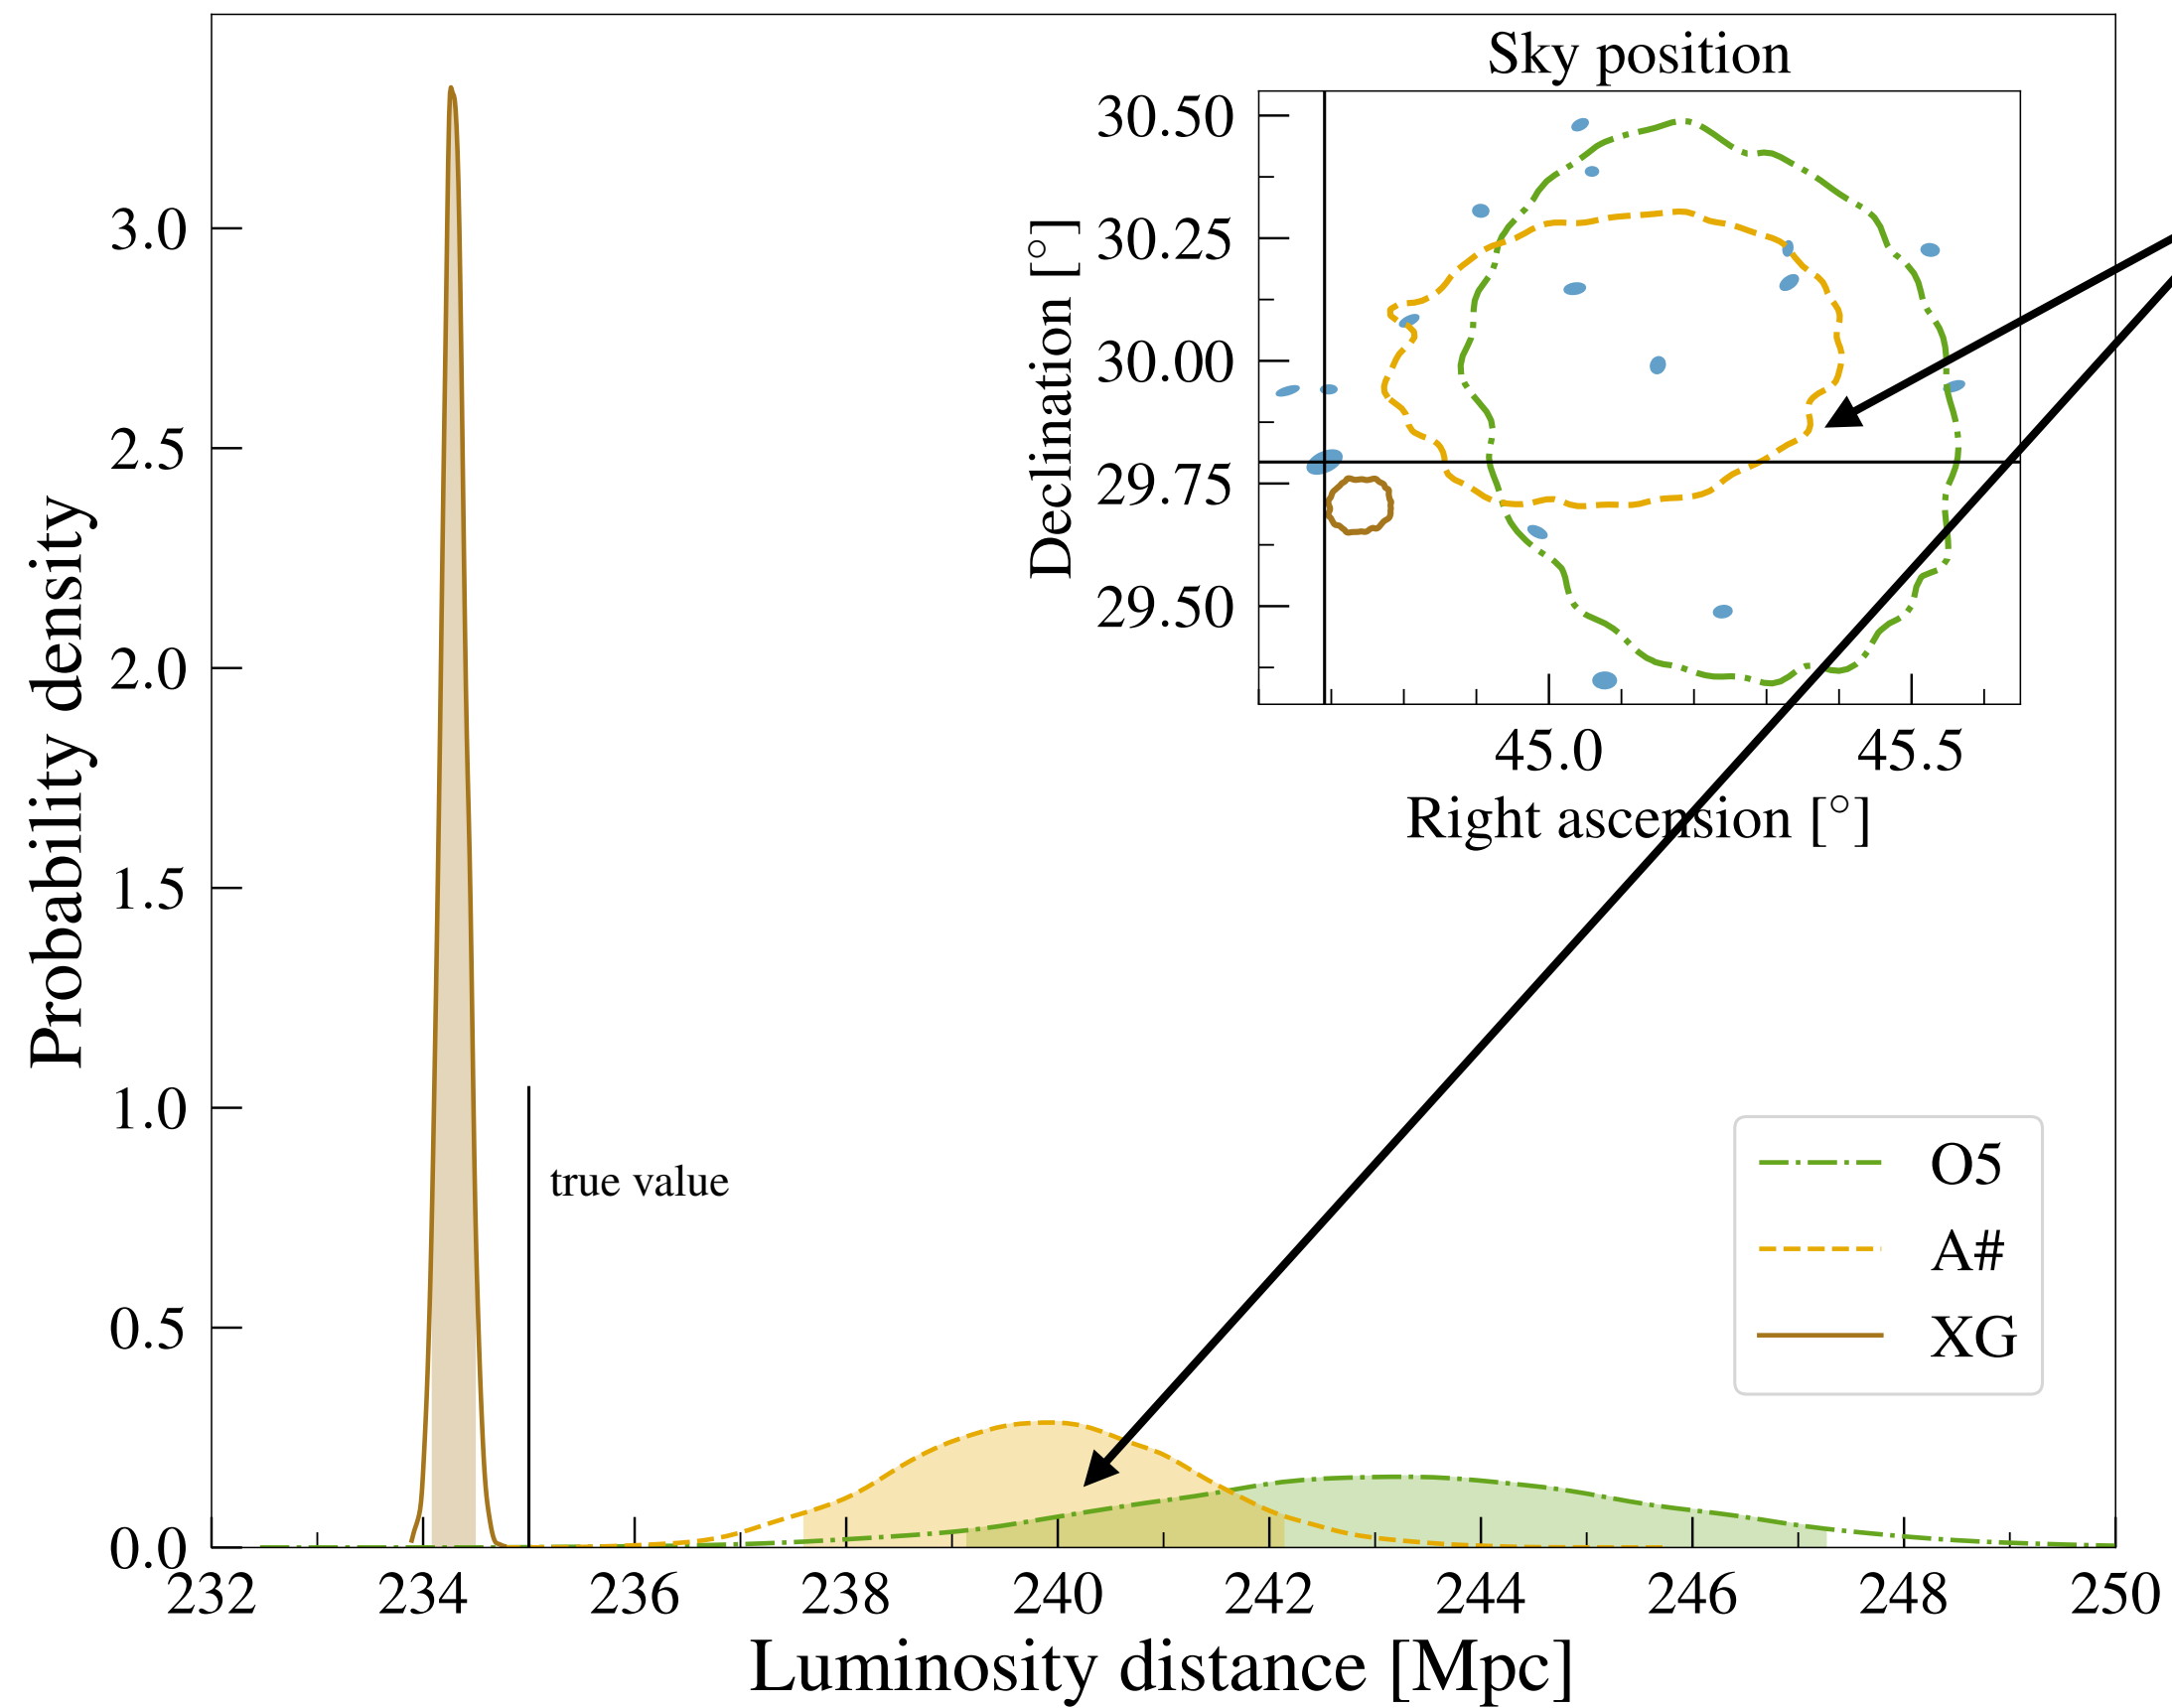 Sky position
30.50
30.25
30.00
29.75
29.50
Declination [°]
45.0 45.5
Right ascension [°]
3.0
2.5
2.0
1.5
1.0
0.5
0.0
Probability density
true value
O5
A#
XG
232 234 236 238 240 242 244 246 248 250
Luminosity distance [Mpc]